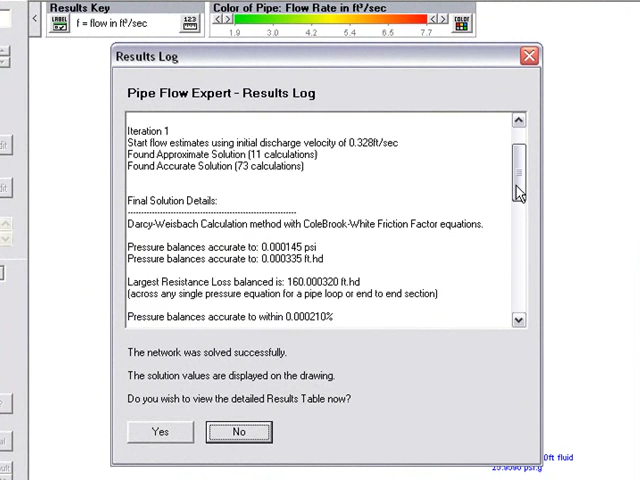 Results Key
Color of Pipe: Flow Rate in ft³/sec
LABEL
f = flow in ft³/sec
123
COLOR
1.9 3.0 4.2 5.4 6.5 7.7
Results Log
Pipe Flow Expert - Results Log
Iteration 1
Start flow estimates using initial discharge velocity of 0.328ft/sec
Found Approximate Solution (11 calculations)
Found Accurate Solution (73 calculations)
Final Solution Details:
Darcy-Weisbach Calculation method with ColeBrook-White Friction Factor equations.
Pressure balances accurate to: 0.000145 psi
Pressure balances accurate to: 0.000335 ft.hd
Largest Resistance Loss balanced is: 160.000320 ft.hd
(across any single pressure equation for a pipe loop or end to end section)
Pressure balances accurate to within 0.000210%
The network was solved successfully.
The solution values are displayed on the drawing.
Do you wish to view the detailed Results Table now?
Yes
No
0ft fluid